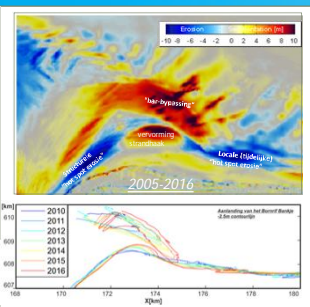 Erosion
[m]
-10 -8 -6 -4 -2 0 2 4 6 8 10
"bar-bypassing"
vervorming
strandhaak
Structurele
"hot spot erosie"
Locale (tijdelijke)
"hot spot erosie"
2005-2016
[km]
610
609
608
607
2010
2011
2012
2013
2014
2015
2016
Aanlanding van het Bornrif Bankje
-2.5m contourlijn
168 170 172 174 176 178 180
X[km]